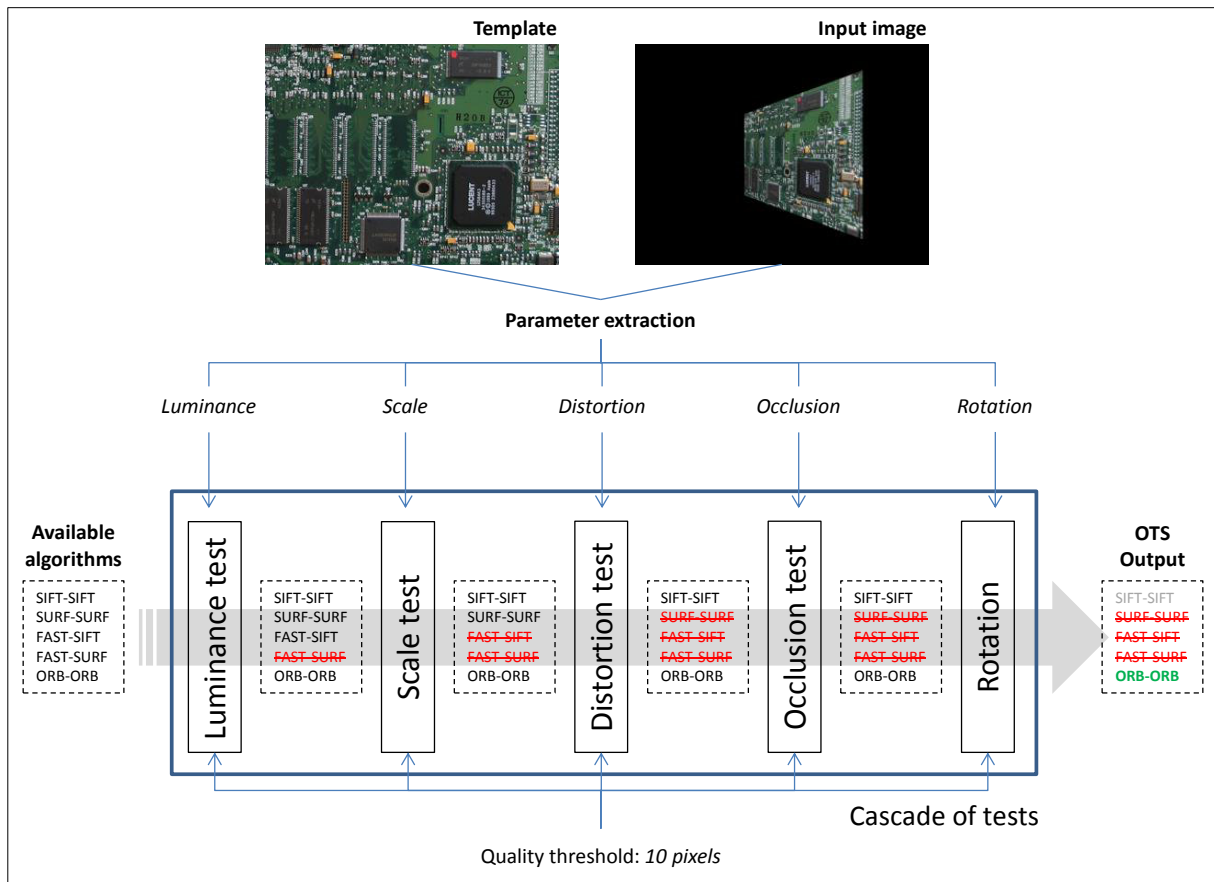 Template
Input image
H20B
LUCENT
Parameter extraction
Luminance
Scale
Distortion
Occlusion
Rotation
Available
algorithms
SIFT-SIFT
SURF-SURF
FAST-SIFT
FAST-SURF
ORB-ORB
Luminance test
SIFT-SIFT
SURF-SURF
FAST-SIFT
FAST-SURF
ORB-ORB
Scale test
SIFT-SIFT
SURF-SURF
FAST-SIFT
FAST-SURF
ORB-ORB
Distortion test
SIFT-SIFT
SURF-SURF
FAST-SIFT
FAST-SURF
ORB-ORB
Occlusion test
SIFT-SIFT
SURF-SURF
FAST-SIFT
FAST-SURF
ORB-ORB
Rotation
OTS
Output
SIFT-SIFT
SURF-SURF
FAST-SIFT
FAST-SURF
ORB-ORB
Cascade of tests
Quality threshold: 10 pixels